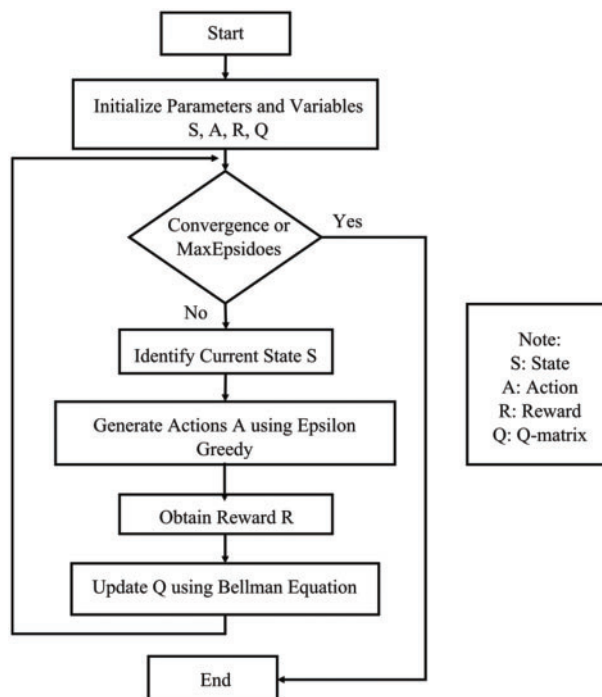 Start
Initialize Parameters and Variables
S, A, R, Q
Convergence or
MaxEpsidoes
Yes
No
Identify Current State S
Generate Actions A using Epsilon
Greedy
Obtain Reward R
Update Q using Bellman Equation
End
Note:
S: State
A: Action
R: Reward
Q: Q-matrix